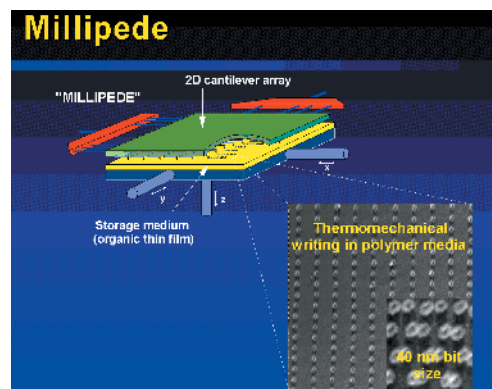 Millipede
2D cantilever array
"MILLIPEDE"
x
y
z
Storage medium
(organic thin film)
Thermomechanical
writing in polymer media
40 nm bit
size